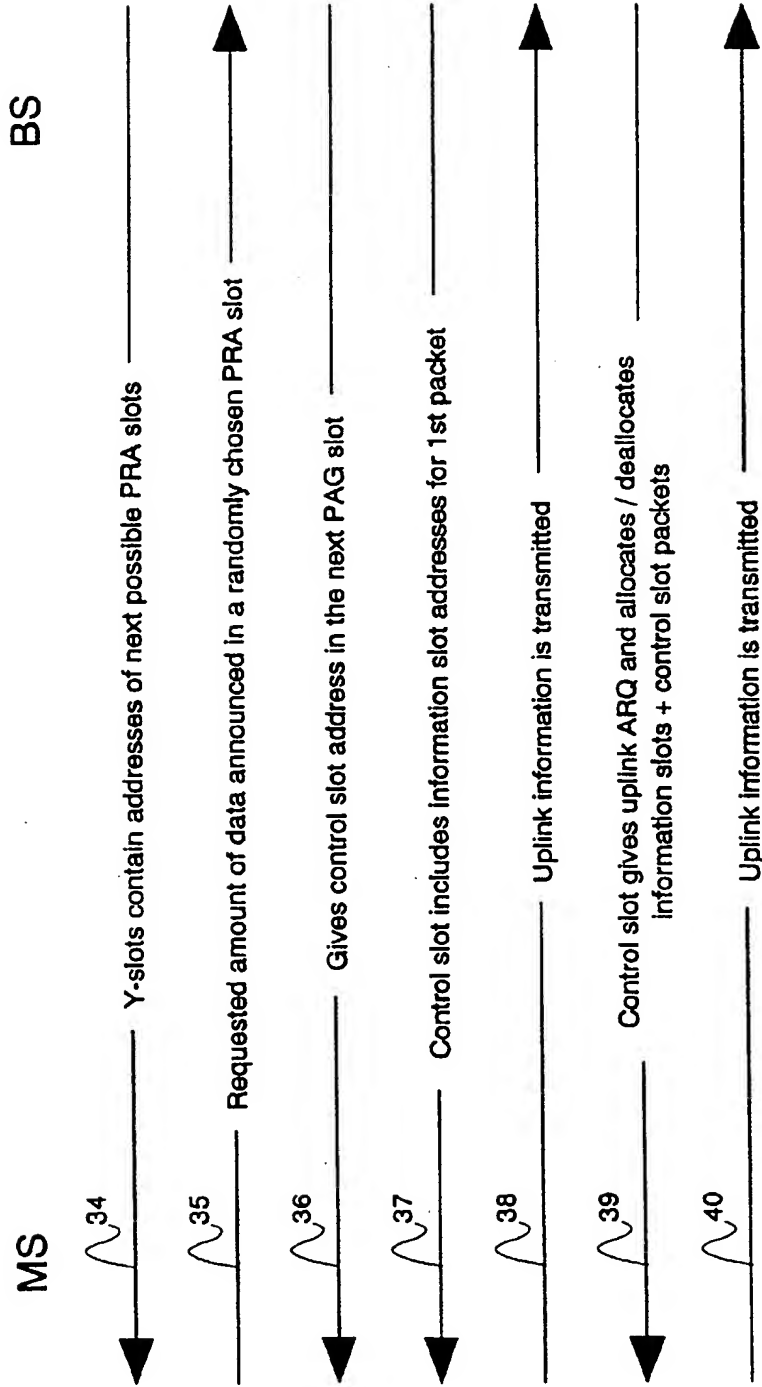 MS
BS
34
Y-slots contain addresses of next possible PRA slots
35
Requested amount of data announced in a randomly chosen PRA slot
36
Gives control slot address in the next PAG slot
37
Control slot includes information slot addresses for 1st packet
38
Uplink information is transmitted
39
Control slot gives uplink ARQ and allocates / deallocates
information slots + control slot packets
40
Uplink information is transmitted